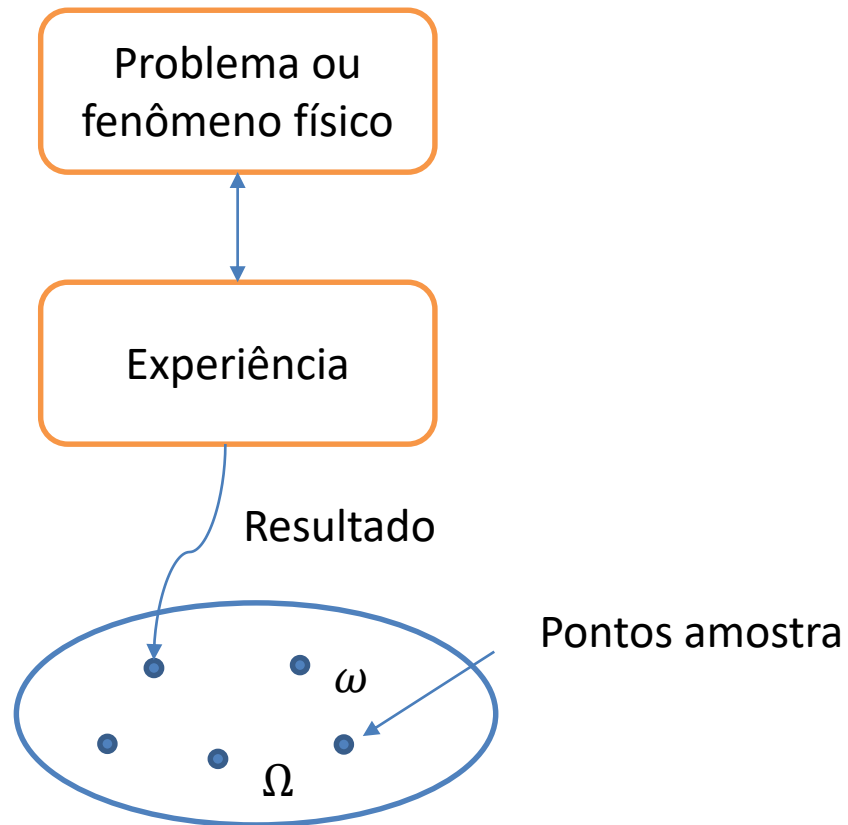 Problema ou
fenômeno físico
Experiência
Resultado
Pontos amostra
ω
Ω